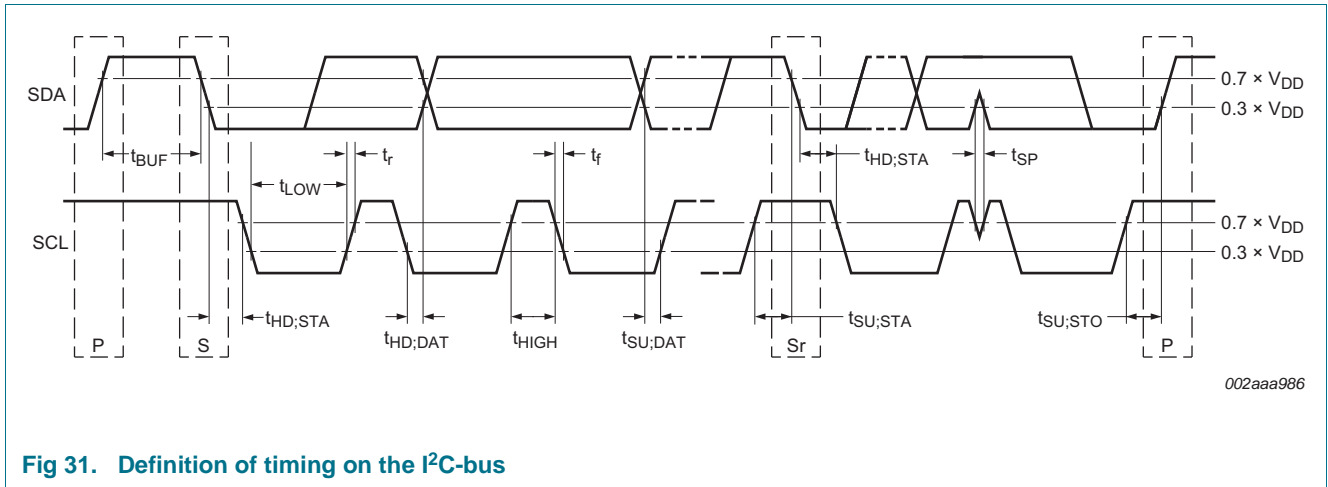 SDA
0.7 × VDD
0.3 × VDD
tBUF
tr
tf
tHD;STA
tSP
tLOW
SCL
0.7 × VDD
0.3 × VDD
tHD;STA
tHD;DAT
tHIGH
tSU;DAT
tSU;STA
tSU;STO
P
S
Sr
P
002aaa986
Fig 31. Definition of timing on the I²C-bus